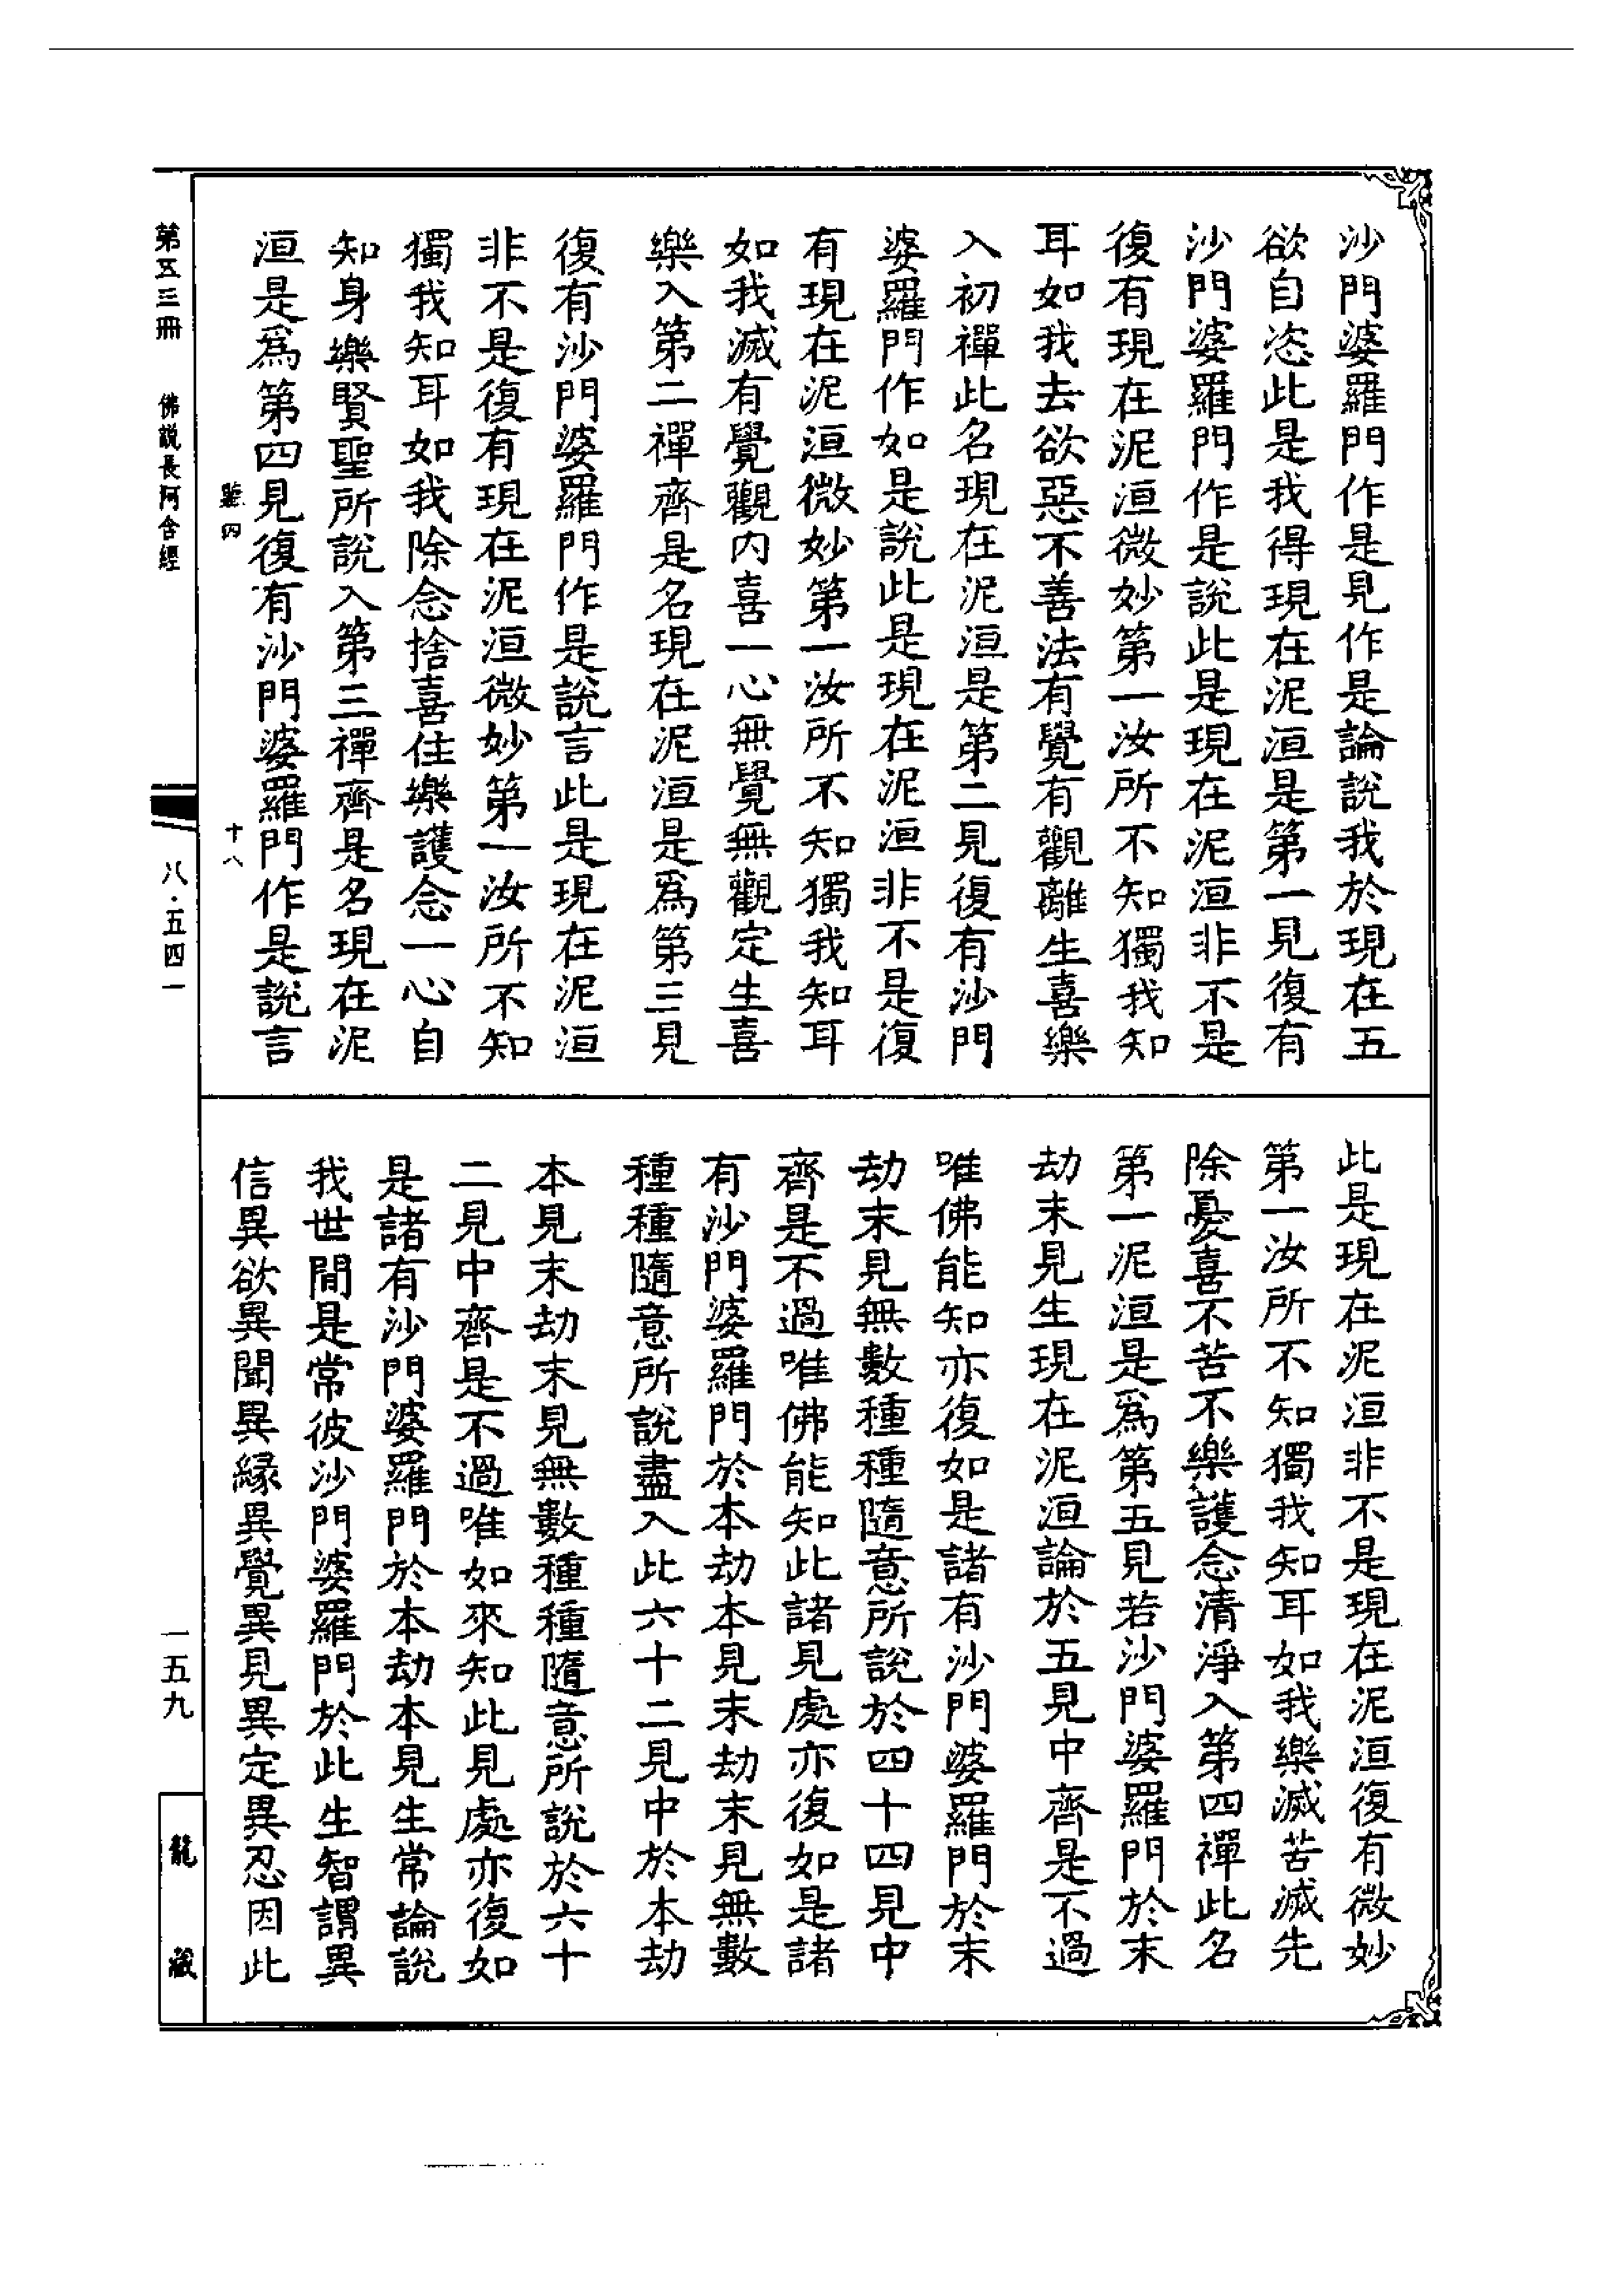 沙門婆羅門作是見作是論說我於現在五
欲自恣此是我得現在泥洹是第一見復有
沙門婆羅門作是說此是現在泥洹非不是
復有現在泥洹微妙第一汝所不知獨我知
耳如我去欲惡不善法有覺有觀離生喜樂
入初禪此名現在泥洹是第二見復有沙門
婆羅門作如是說此是現在泥洹非不是復
有現在泥洹微妙第一汝所不知獨我知耳
如我滅有覺觀內喜一心無覺無觀定生喜
樂入第二禪齊是名現在泥洹是爲第三見
復有沙門婆羅門作是說言此是現在泥洹
非不是復有現在泥洹微妙第一汝所不知
獨我知耳如我除念捨喜住樂護念一心自
知身樂賢聖所說入第三禪齊是名現在泥
洹是爲第四見復有沙門婆羅門作是說言
此是現在泥洹非不是現在泥洹復有微妙
第一汝所不知獨我知耳如我樂滅苦滅先
除憂喜不苦不樂護念清淨入第四禪此名
第一泥洹是爲第五見若沙門婆羅門於末
劫末見生現在泥洹論於五見中齊是不過
唯佛能知亦復如是諸有沙門婆羅門於末
劫末見無數種種隨意所說於四十四見中
齊是不過唯佛能知此諸見處亦復如是諸
有沙門婆羅門於本劫本見末劫末見無數
種種隨意所說盡入此六十二見中於本劫
本見末劫末見無數種種隨意所說於六十
二見中齊是不過唯如來知此見處亦復如
是諸有沙門婆羅門於本劫本見生常論說
我世間是常彼沙門婆羅門於此生智謂異
信異欲異聞異緣異覺異見異定異忍因此
四
十八
第五三冊
佛說長阿含經
八·五四一
一五九
龍藏